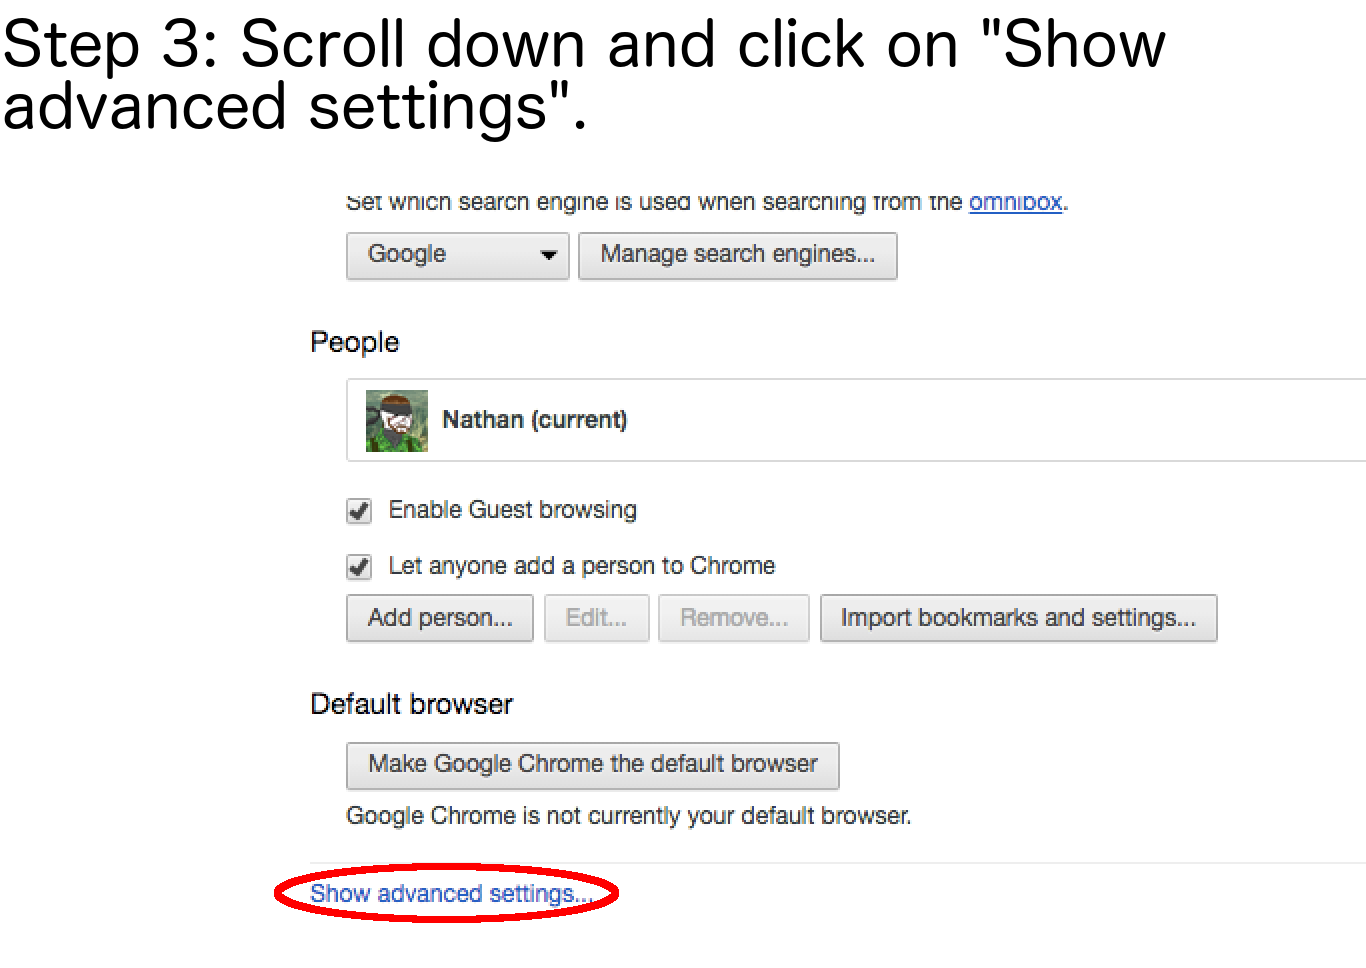 Step 3: Scroll down and click on "Show
advanced settings".
Set which search engine is used when searching from the omnibox.
Google Manage search engines...
People
Nathan (current)
Enable Guest browsing
Let anyone add a person to Chrome
Add person... Edit... Remove... Import bookmarks and settings...
Default browser
Make Google Chrome the default browser
Google Chrome is not currently your default browser.
Show advanced settings...